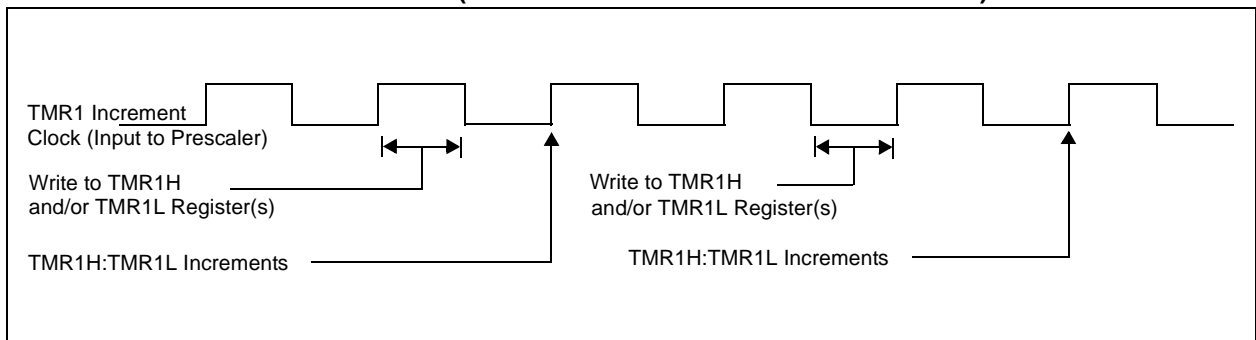 TMR1 Increment
Clock (Input to Prescaler)
Write to TMR1H
and/or TMR1L Register(s)
TMR1H:TMR1L Increments
Write to TMR1H
and/or TMR1L Register(s)
TMR1H:TMR1L Increments